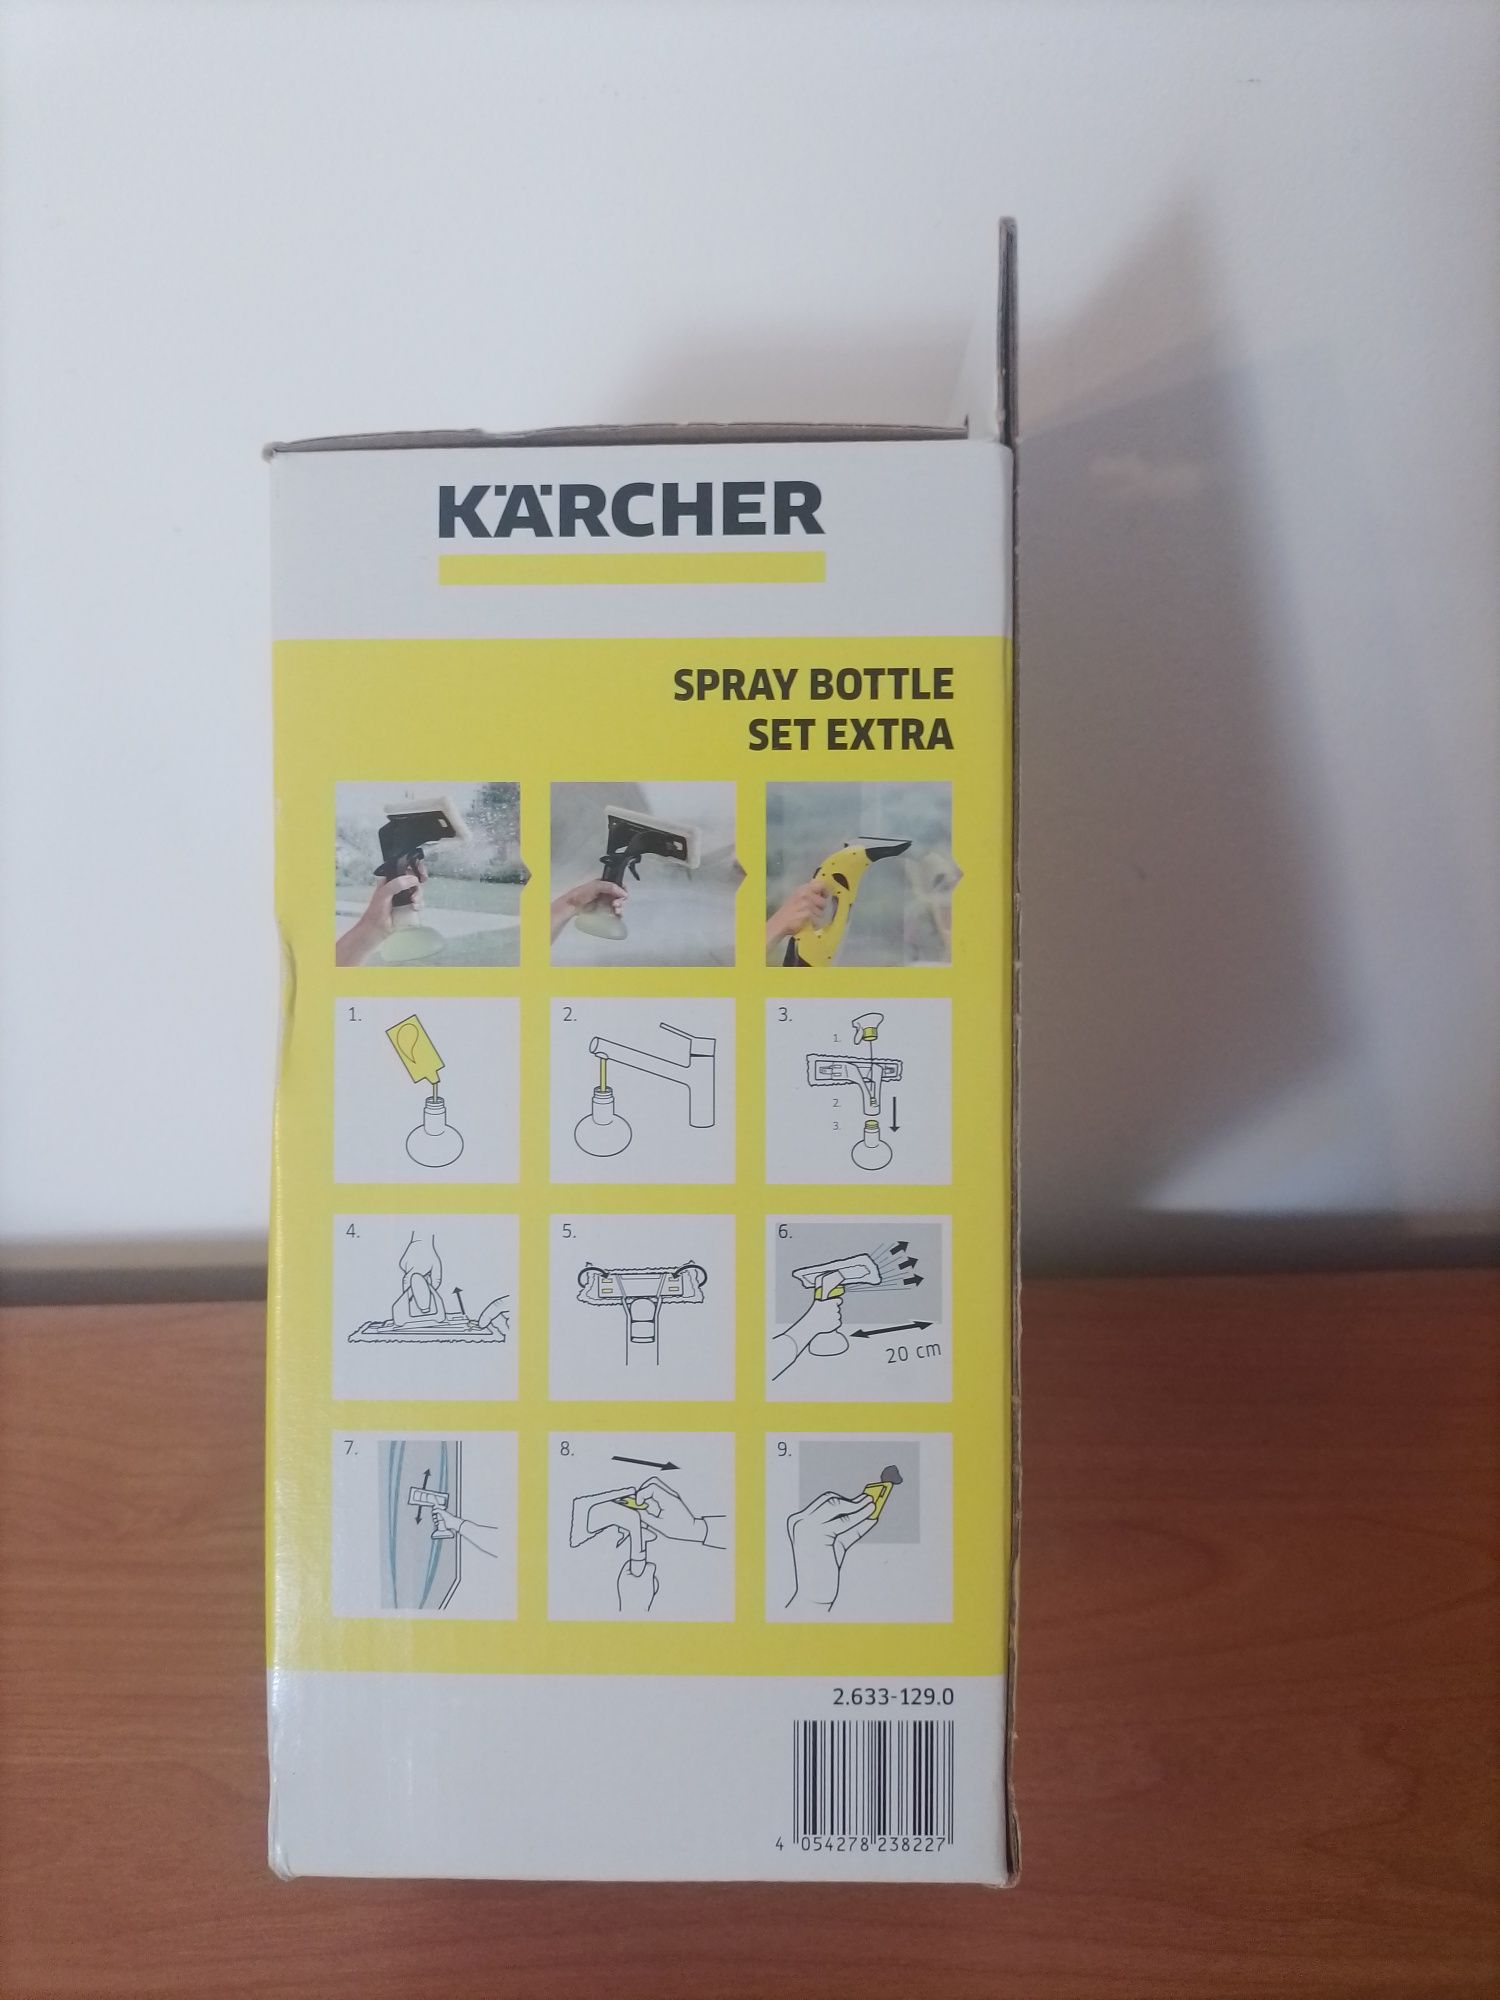 KÄRCHER
SPRAY BOTTLE
SET EXTRA
1.
2.
3.
1.
2.
3.
4.
5.
6.
20 cm
7.
8.
9.
2.633-129.0
4 054278 238227